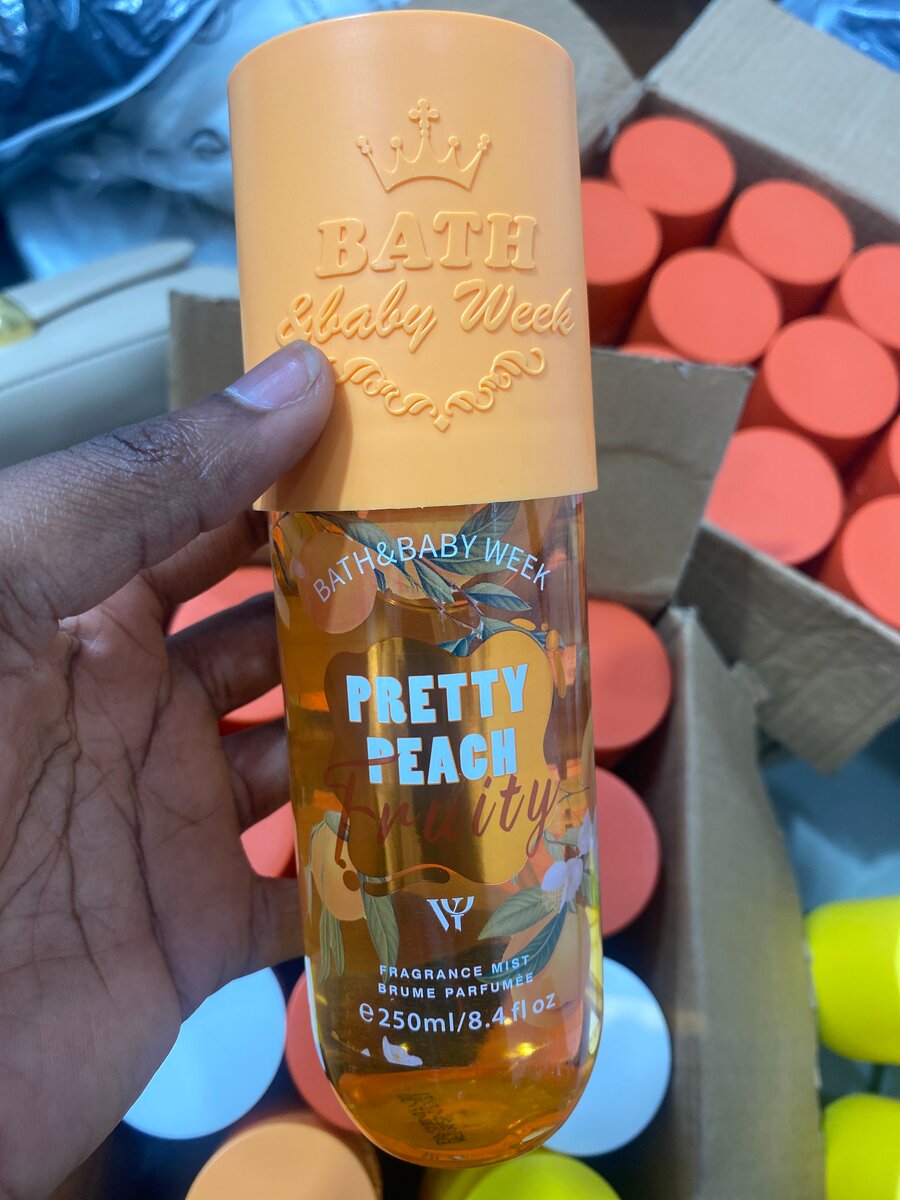 BATH
&baby Week
BATH&BABY WEEK
PRETTY
PEACH
Fruity
FRAGRANCE MIST
BRUME PARFUMÉE
℮250ml/8.4 fl oz